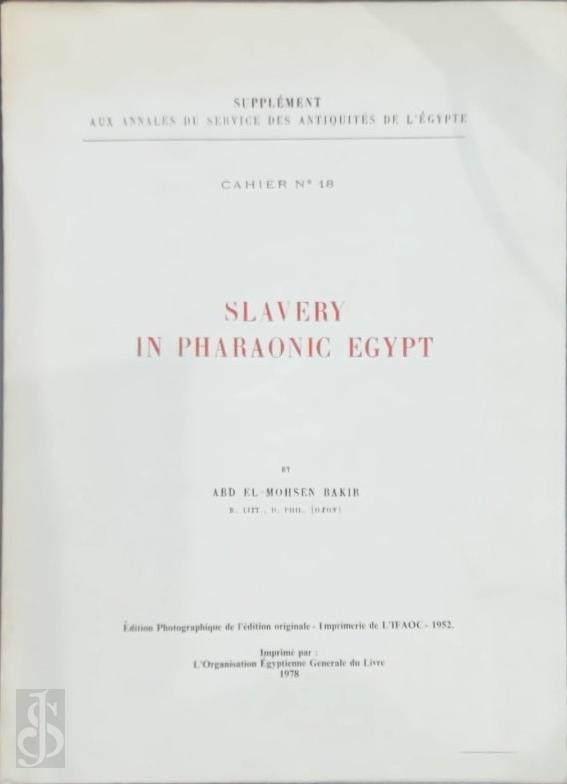 SUPPLÉMENT
AUX ANNALES DU SERVICE DES ANTIQUITÉS DE L'ÉGYPTE
CAHIER N° 18
SLAVERY
IN PHARAONIC EGYPT
BY
ABD EL-MOHSEN BAKIR
B. LITT., D. PHIL. (OXON)
Édition Photographique de l'édition originale - Imprimerie de L'IFAOC - 1952.
Imprimé par :
L'Organisation Égyptienne Generale du Livre
1978